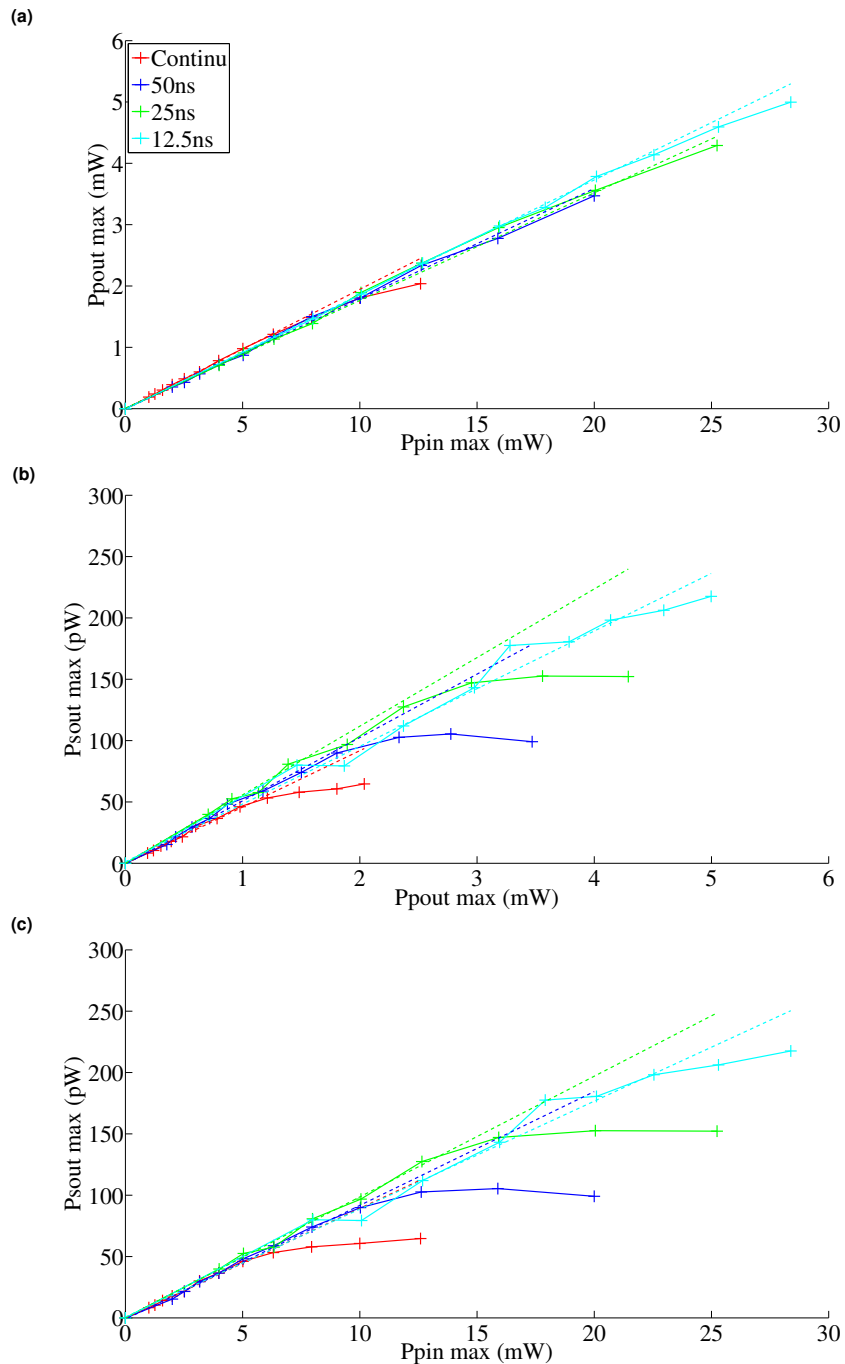 (a)
6
5
4
3
2
1
0
Ppout max (mW)
Continu
50ns
25ns
12.5ns
0 5 10 15 20 25 30
Ppin max (mW)
(b)
300
250
200
150
100
50
0
Psout max (pW)
0 1 2 3 4 5 6
Ppout max (mW)
(c)
300
250
200
150
100
50
0
Psout max (pW)
0 5 10 15 20 25 30
Ppin max (mW)